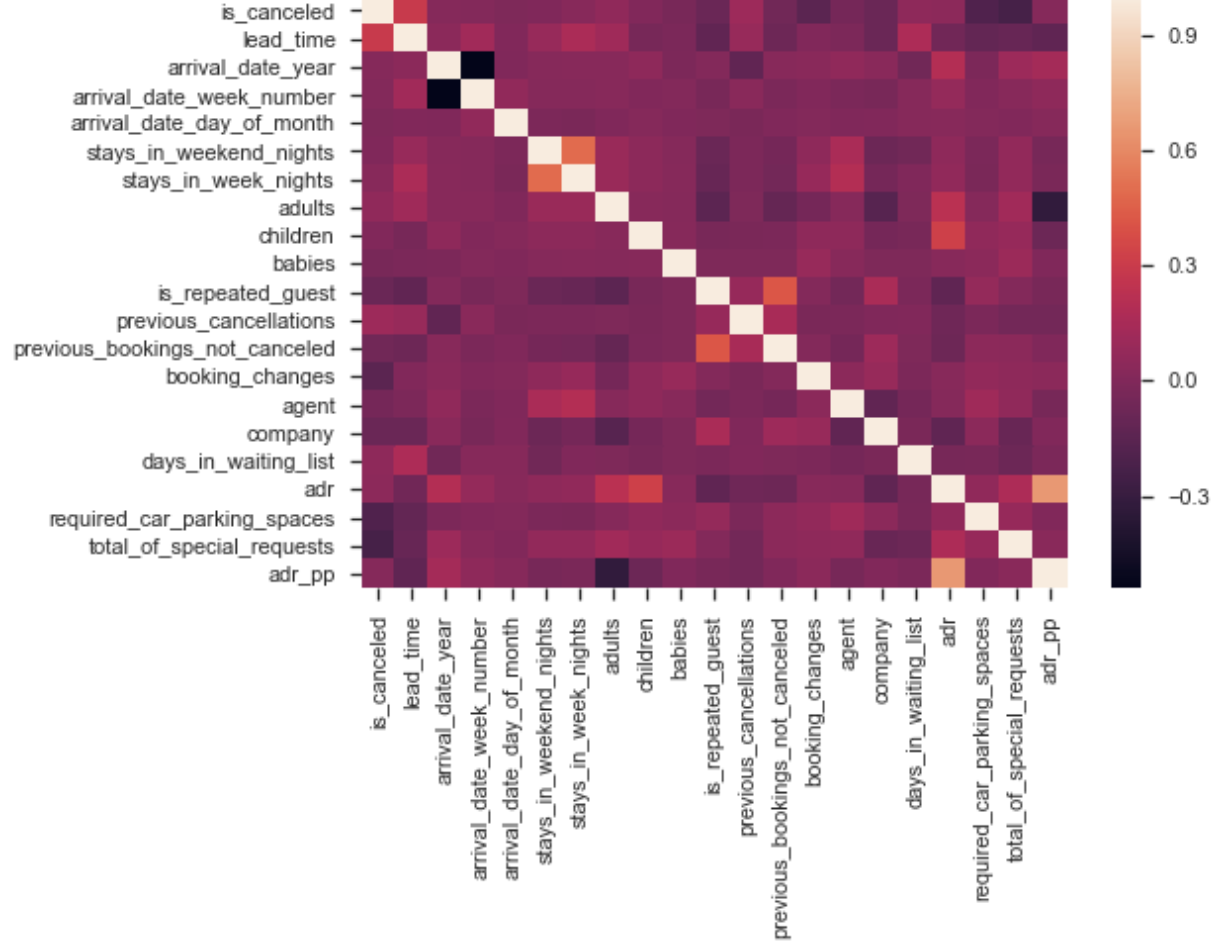 is_canceled
lead_time
arrival_date_year
arrival_date_week_number
arrival_date_day_of_month
stays_in_weekend_nights
stays_in_week_nights
adults
children
babies
is_repeated_guest
previous_cancellations
previous_bookings_not_canceled
booking_changes
agent
company
days_in_waiting_list
adr
required_car_parking_spaces
total_of_special_requests
adr_pp
is_canceled
lead_time
arrival_date_year
arrival_date_week_number
arrival_date_day_of_month
stays_in_weekend_nights
stays_in_week_nights
adults
children
babies
is_repeated_guest
previous_cancellations
previous_bookings_not_canceled
booking_changes
agent
company
days_in_waiting_list
adr
required_car_parking_spaces
total_of_special_requests
adr_pp
0.9
0.6
0.3
0.0
−0.3